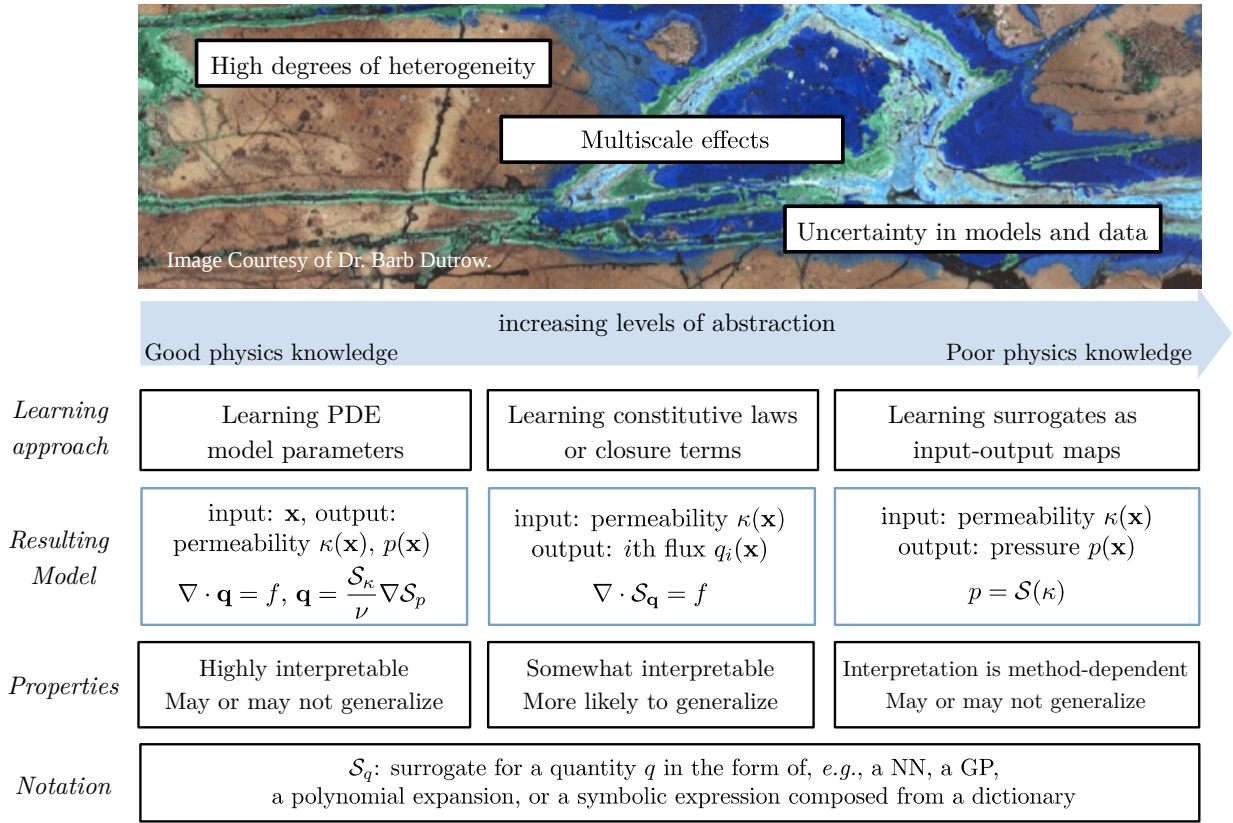 High degrees of heterogeneity
Multiscale effects
Uncertainty in models and data
Image Courtesy of Dr. Barb Dutrow.
increasing levels of abstraction
Good physics knowledge
Poor physics knowledge
Learning
approach
Learning PDE
model parameters
Learning constitutive laws
or closure terms
Learning surrogates as
input-output maps
Resulting
Model
input: x, output:
permeability κ(x), p(x)
∇ · q = f, q = 𝒮_κ/ν ∇𝒮_p
input: permeability κ(x)
output: ith flux q_i(x)
∇ · 𝒮_q = f
input: permeability κ(x)
output: pressure p(x)
p = 𝒮(κ)
Properties
Highly interpretable
May or may not generalize
Somewhat interpretable
More likely to generalize
Interpretation is method-dependent
May or may not generalize
Notation
𝒮_q: surrogate for a quantity q in the form of, e.g., a NN, a GP,
a polynomial expansion, or a symbolic expression composed from a dictionary